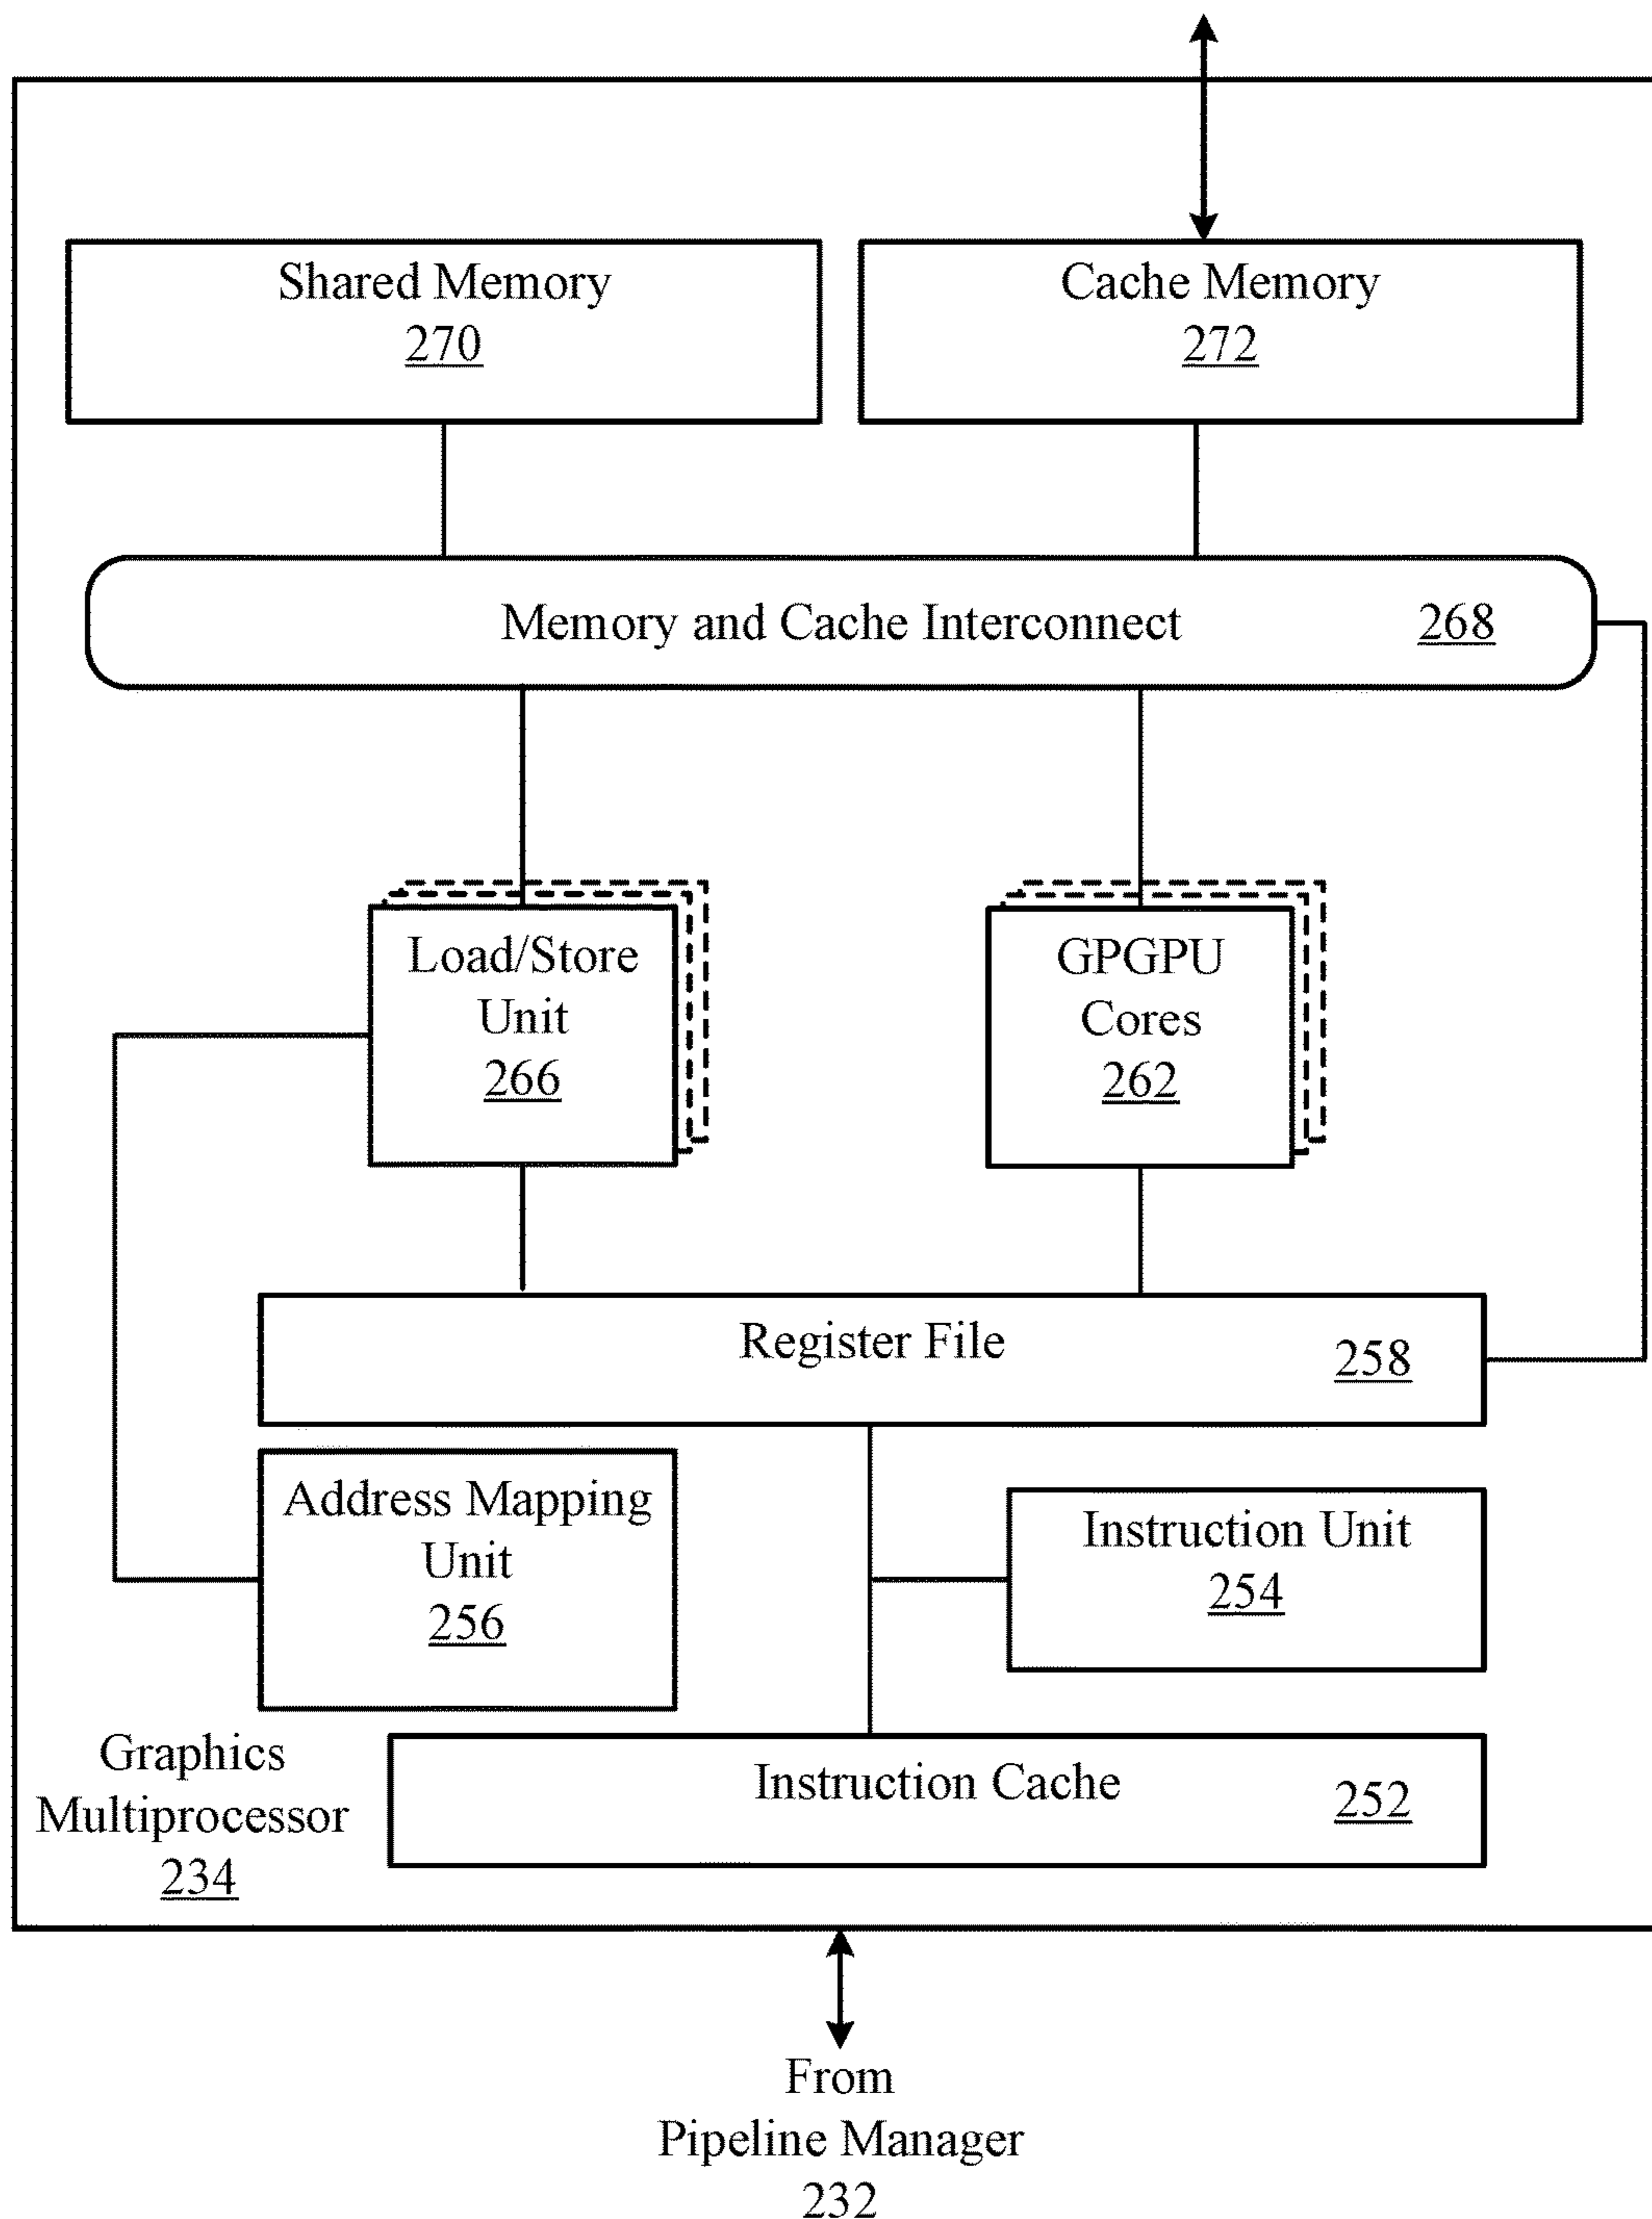 Shared Memory
270
Cache Memory
272
Memory and Cache Interconnect 268
Load/Store
Unit
266
GPGPU
Cores
262
Register File 258
Address Mapping
Unit
256
Instruction Unit
254
Graphics
Multiprocessor
234
Instruction Cache 252
From
Pipeline Manager
232